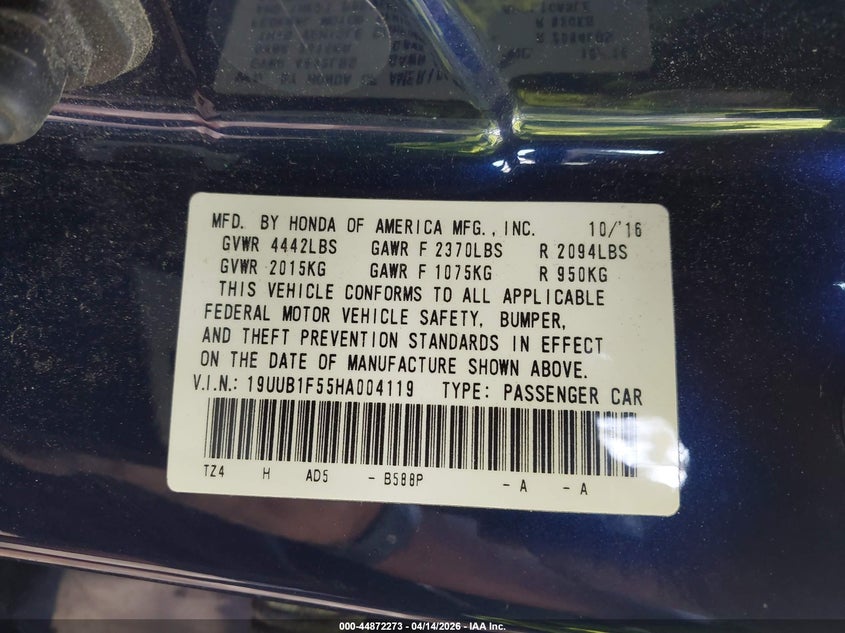 MFD. BY HONDA OF AMERICA MFG., INC. 10/'16
GVWR 4442LBS GAWR F 2370LBS R 2094LBS
GVWR 2015KG GAWR F 1075KG R 950KG
THIS VEHICLE CONFORMS TO ALL APPLICABLE
FEDERAL MOTOR VEHICLE SAFETY, BUMPER,
AND THEFT PREVENTION STANDARDS IN EFFECT
ON THE DATE OF MANUFACTURE SHOWN ABOVE.
V.I.N.: 19UUB1F55HA004119 TYPE: PASSENGER CAR
TZ4 H AD5 - B588P - A - A
000-44872273 - 04/14/2026 - IAA Inc.